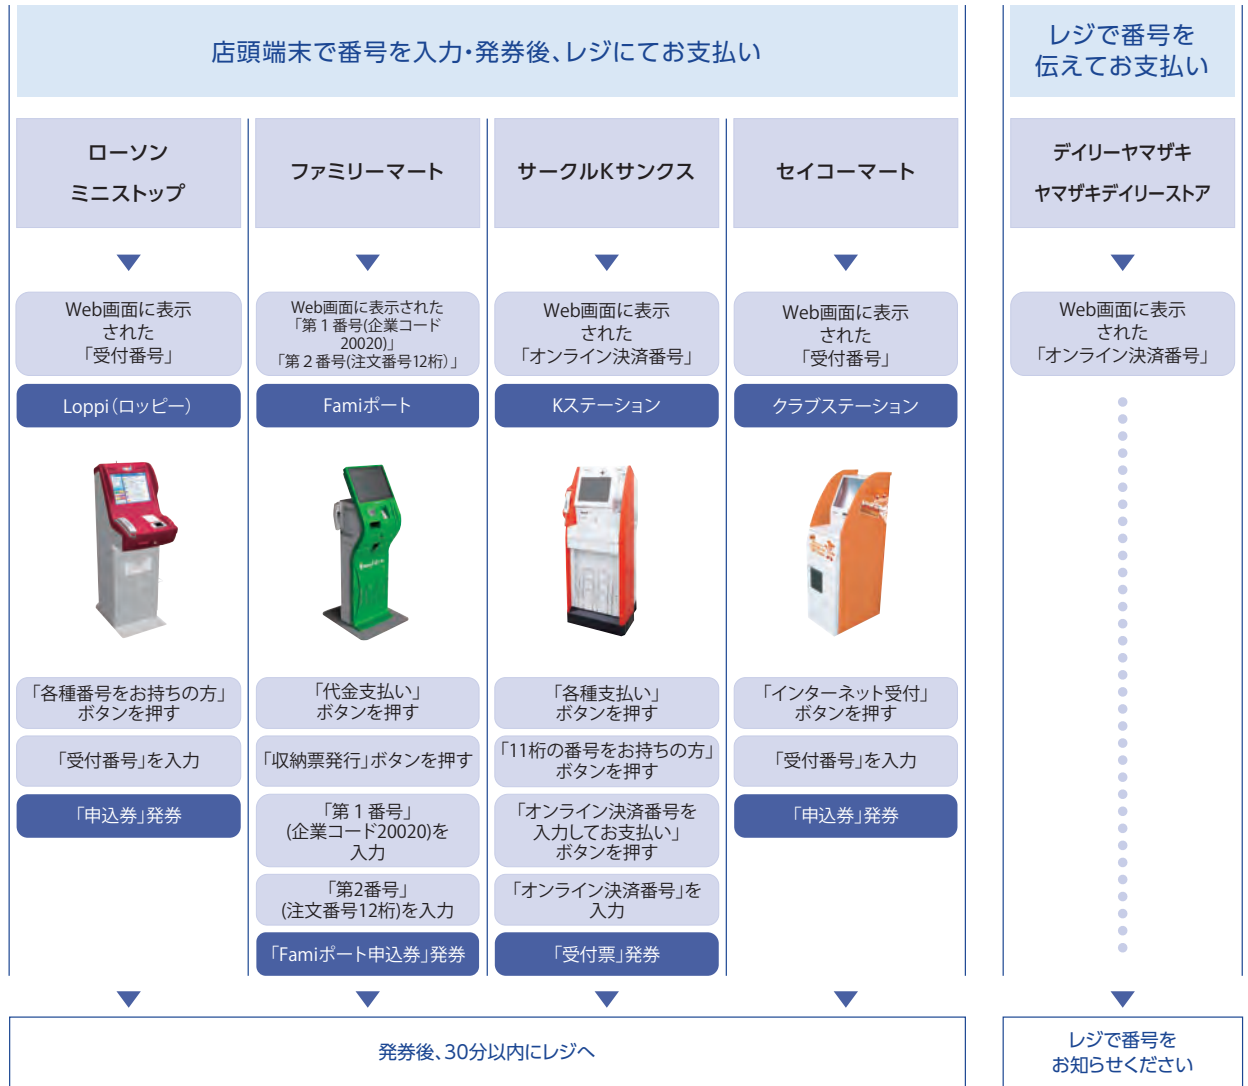 店頭端末で番号を入力・発券後、レジにてお支払い
レジで番号を
伝えてお支払い
ローソン
ミニストップ
ファミリーマート
サークルKサンクス
セイコーマート
デイリーヤマザキ
ヤマザキデイリーストア
Web画面に表示
された
「受付番号」
Web画面に表示された
「第1番号(企業コード
20020)」
「第2番号(注文番号12桁)」
Web画面に表示
された
「オンライン決済番号」
Web画面に表示
された
「受付番号」
Web画面に表示
された
「オンライン決済番号」
Loppi(ロッピー)
Famiポート
Kステーション
クラブステーション
「各種番号をお持ちの方」
ボタンを押す
「受付番号」を入力
「申込券」発券
「代金支払い」
ボタンを押す
「収納票発行」ボタンを押す
「第1番号」
(企業コード20020)を
入力
「第2番号」
(注文番号12桁)を入力
「Famiポート申込券」発券
「各種支払い」
ボタンを押す
「11桁の番号をお持ちの方」
ボタンを押す
「オンライン決済番号を
入力してお支払い」
ボタンを押す
「オンライン決済番号」を
入力
「受付票」発券
「インターネット受付」
ボタンを押す
「受付番号」を入力
「申込券」発券
発券後、30分以内にレジへ
レジで番号を
お知らせください